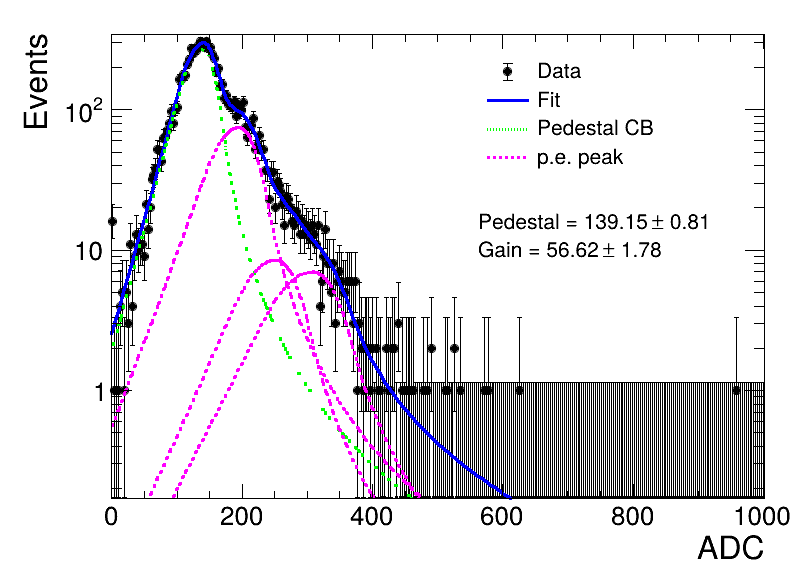 Events
10²
10
1
Data
Fit
Pedestal CB
p.e. peak
Pedestal = 139.15 ± 0.81
Gain = 56.62 ± 1.78
0 200 400 600 800 1000
ADC